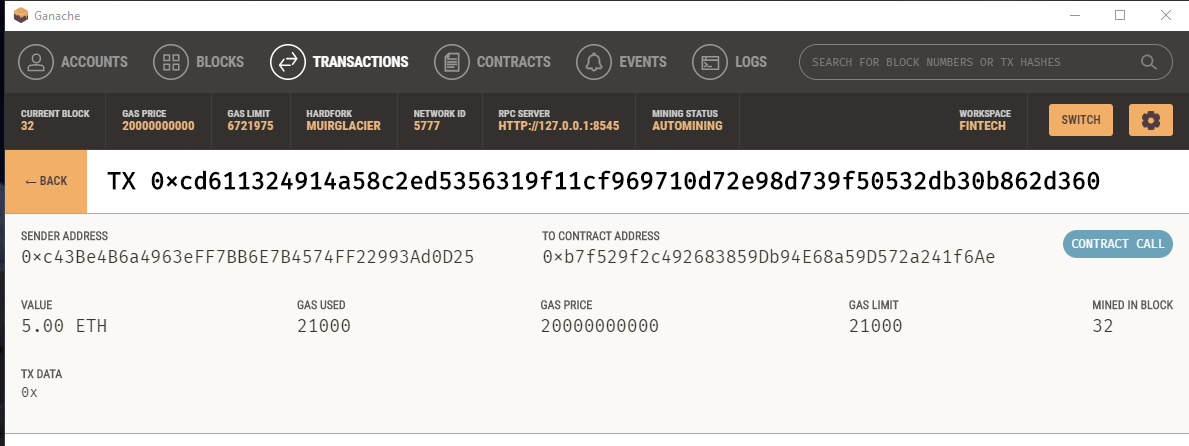 Ganache
ACCOUNTS BLOCKS TRANSACTIONS CONTRACTS EVENTS LOGS SEARCH FOR BLOCK NUMBERS OR TX HASHES
CURRENT BLOCK GAS PRICE GAS LIMIT HARDFORK NETWORK ID RPC SERVER MINING STATUS WORKSPACE SWITCH
32 20000000000 6721975 MUIRGLACIER 5777 HTTP://127.0.0.1:8545 AUTOMINING FINTECH
← BACK TX 0×cd611324914a58c2ed5356319f11cf969710d72e98d739f50532db30b862d360
SENDER ADDRESS TO CONTRACT ADDRESS CONTRACT CALL
0×c43Be4B6a4963eFF7BB6E7B4574FF22993Ad0D25 0×b7f529f2c492683859Db94E68a59D572a241f6Ae
VALUE GAS USED GAS PRICE GAS LIMIT MINED IN BLOCK
5.00 ETH 21000 20000000000 21000 32
TX DATA
0x